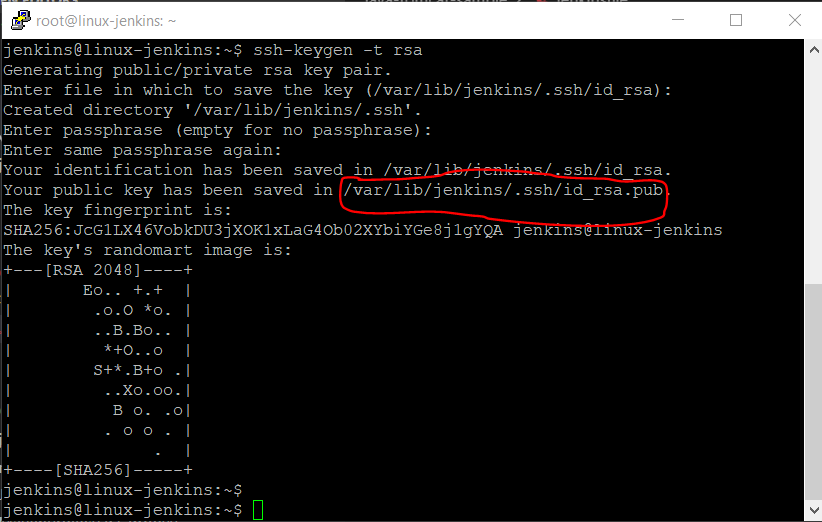 root@linux-jenkins: ~
jenkins@linux-jenkins:~$ ssh-keygen -t rsa
Generating public/private rsa key pair.
Enter file in which to save the key (/var/lib/jenkins/.ssh/id_rsa):
Created directory '/var/lib/jenkins/.ssh'.
Enter passphrase (empty for no passphrase):
Enter same passphrase again:
Your identification has been saved in /var/lib/jenkins/.ssh/id_rsa.
Your public key has been saved in /var/lib/jenkins/.ssh/id_rsa.pub.
The key fingerprint is:
SHA256:JcG1LX46VobkDU3jXOK1xLaG4Ob02XYbiYGe8j1gYQA jenkins@linux-jenkins
The key's randomart image is:
+---[RSA 2048]----+
|       Eo.. +.+  |
|        .o.O *o. |
|        ..B.Bo.. |
|         *+O..o  |
|        S+*.B+o .|
|         ..Xo.oo.|
|          B o. .o|
|         . o o . |
|              .  |
+----[SHA256]-----+
jenkins@linux-jenkins:~$
jenkins@linux-jenkins:~$